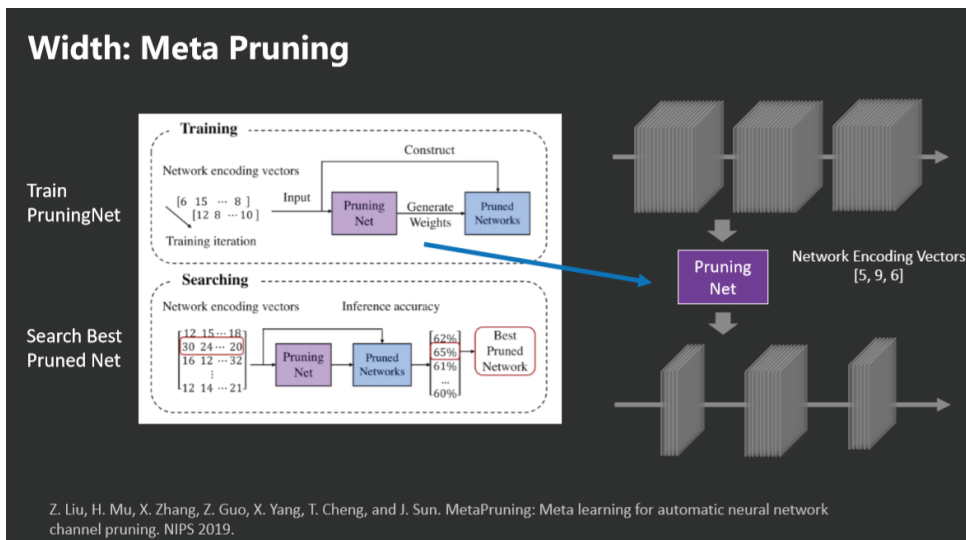 Width: Meta Pruning
Train
PruningNet
Training
Network encoding vectors
[6 15 ··· 8 ]
[12 8 ···10 ]
Training iteration
Input
Construct
Pruning
Net
Generate
Weights
Pruned
Networks
Search Best
Pruned Net
Searching
Network encoding vectors
Inference accuracy
12 15 ··· 18
30 24 ··· 20
16 12 ··· 32
⋮
12 14 ··· 21
Pruning
Net
Pruned
Networks
62%
65%
61%
...
60%
Best
Pruned
Network
Pruning
Net
Network Encoding Vectors
[5, 9, 6]
Z. Liu, H. Mu, X. Zhang, Z. Guo, X. Yang, T. Cheng, and J. Sun. MetaPruning: Meta learning for automatic neural network
channel pruning. NIPS 2019.